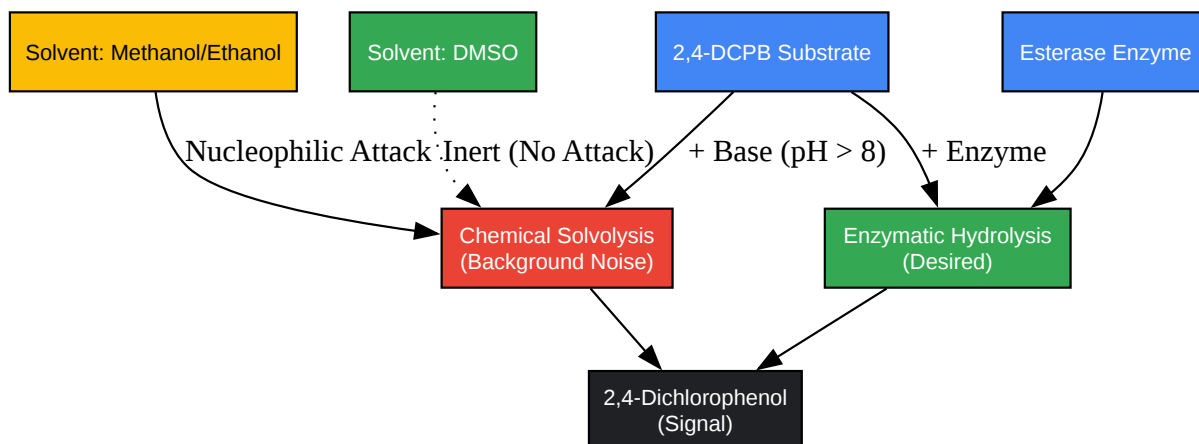 Solvent: Methanol/Ethanol
Solvent: DMSO
2,4-DCPB Substrate
Esterase Enzyme
Nucleophilic Attack
Inert (No Attack)
+ Base (pH > 8)
+ Enzyme
Chemical Solvolysis
(Background Noise)
Enzymatic Hydrolysis
(Desired)
2,4-Dichlorophenol
(Signal)